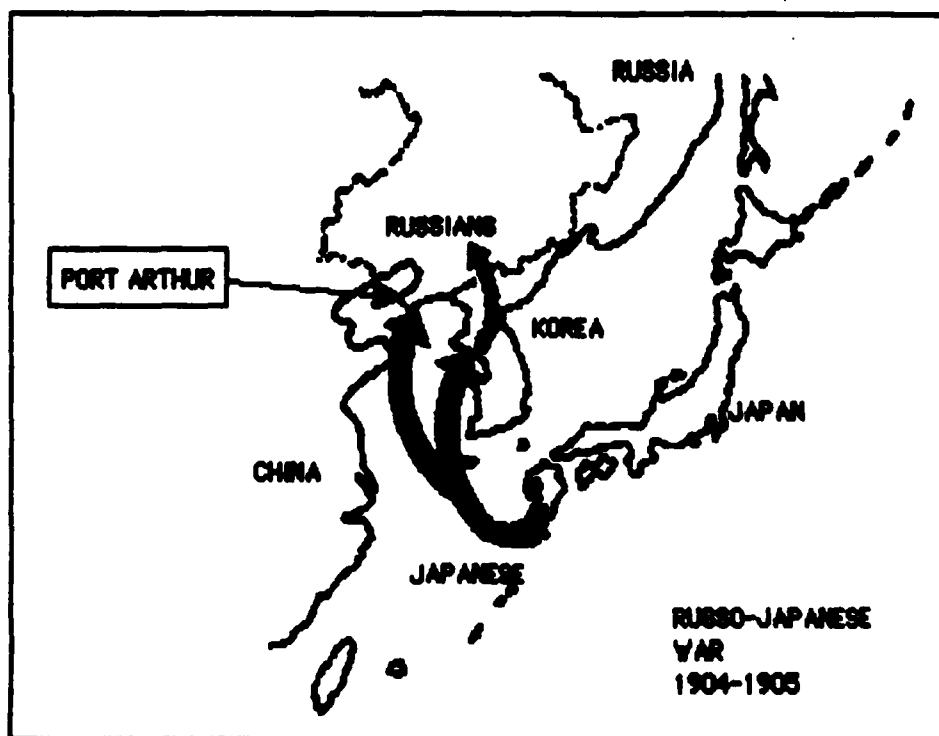 RUSSIA
RUSSIANS
PORT ARTHUR
KOREA
JAPAN
CHINA
JAPANESE
RUSSO-JAPANESE
WAR
1904-1905